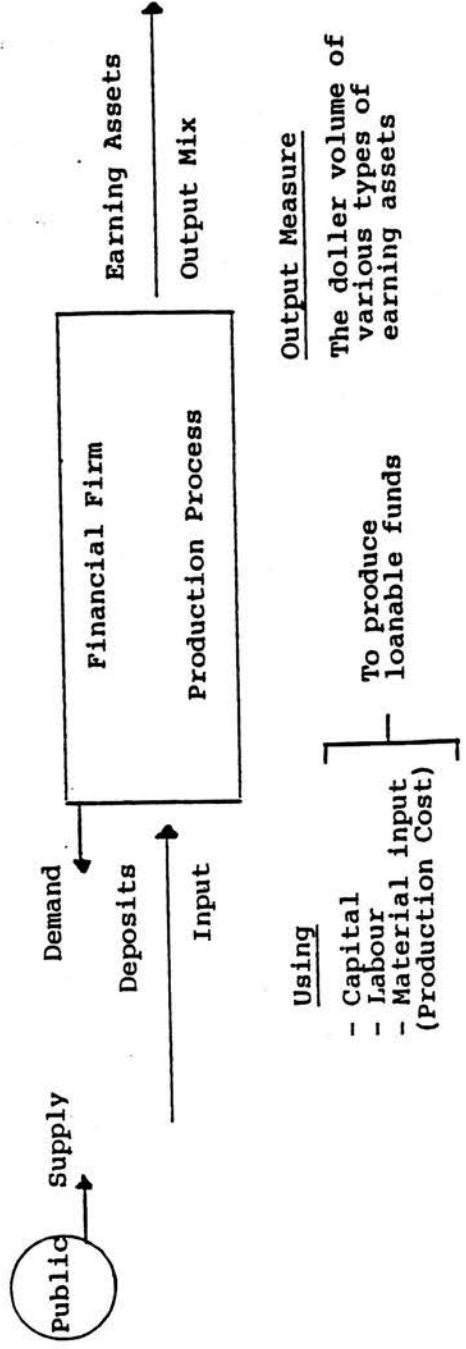 Public
Supply
Demand
Deposits
Input
Financial Firm
Production Process
Earning Assets
Output Mix
Using
- Capital
- Labour
- Material input
(Production Cost)
To produce
loanable funds
Output Measure
The doller volume of
various types of
earning assets